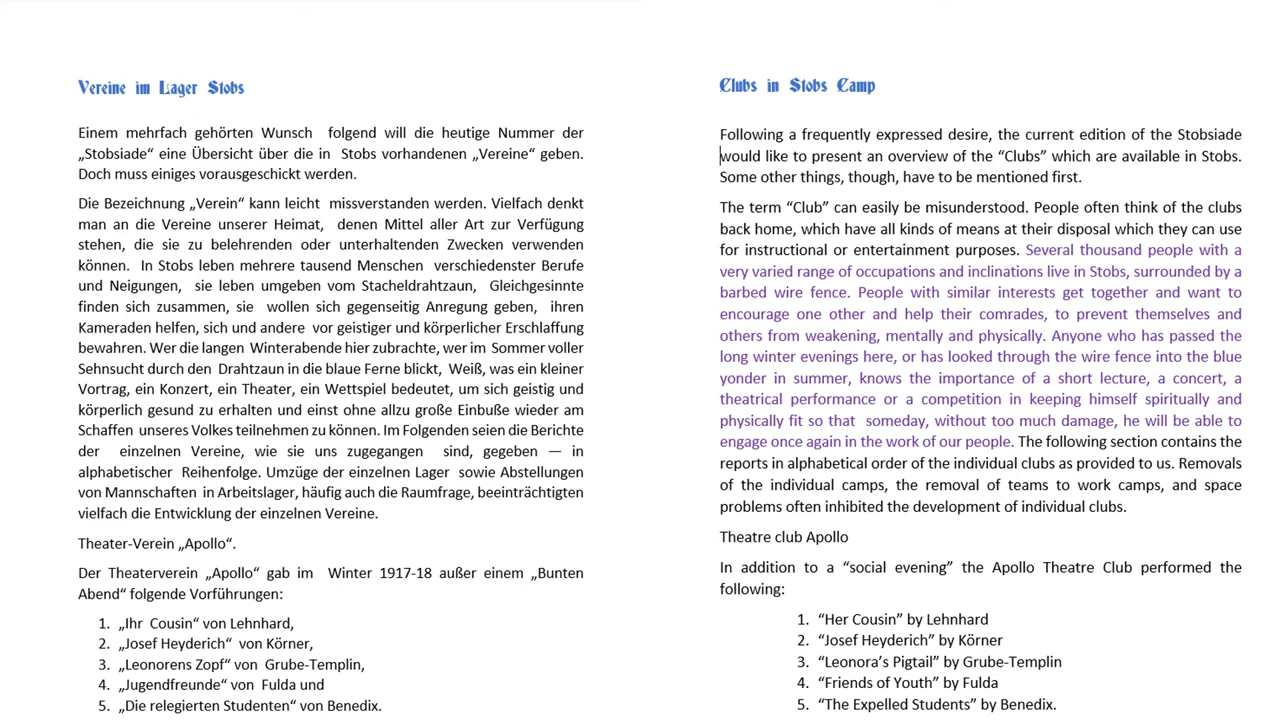 Vereine im Lager Stobs
Einem mehrfach gehörten Wunsch folgend will die heutige Nummer der
„Stobsiade“ eine Übersicht über die in Stobs vorhandenen „Vereine“ geben.
Doch muss einiges vorausgeschickt werden.
Die Bezeichnung „Verein“ kann leicht missverstanden werden. Vielfach denkt
man an die Vereine unserer Heimat, denen Mittel aller Art zur Verfügung
stehen, die sie zu belehrenden oder unterhaltenden Zwecken verwenden
können. In Stobs leben mehrere tausend Menschen verschiedenster Berufe
und Neigungen, sie leben umgeben vom Stacheldrahtzaun, Gleichgesinnte
finden sich zusammen, sie wollen sich gegenseitig Anregung geben, ihren
Kameraden helfen, sich und andere vor geistiger und körperlicher Erschlaffung
bewahren. Wer die langen Winterabende hier zubrachte, wer im Sommer voller
Sehnsucht durch den Drahtzaun in die blaue Ferne blickt, Weiß, was ein kleiner
Vortrag, ein Konzert, ein Theater, ein Wettspiel bedeutet, um sich geistig und
körperlich gesund zu erhalten und einst ohne allzu große Einbuße wieder am
Schaffen unseres Volkes teilnehmen zu können. Im Folgenden seien die Berichte
der einzelnen Vereine, wie sie uns zugegangen sind, gegeben — in
alphabetischer Reihenfolge. Umzüge der einzelnen Lager sowie Abstellungen
von Mannschaften in Arbeitslager, häufig auch die Raumfrage, beeinträchtigten
vielfach die Entwicklung der einzelnen Vereine.
Theater-Verein „Apollo“.
Der Theaterverein „Apollo“ gab im Winter 1917-18 außer einem „Bunten
Abend“ folgende Vorführungen:
1. „Ihr Cousin“ von Lehnhard,
2. „Josef Heyderich“ von Körner,
3. „Leonorens Zopf“ von Grube-Templin,
4. „Jugendfreunde“ von Fulda und
5. „Die relegierten Studenten“ von Benedix.
Clubs in Stobs Camp
Following a frequently expressed desire, the current edition of the Stobsiade
would like to present an overview of the “Clubs” which are available in Stobs.
Some other things, though, have to be mentioned first.
The term “Club” can easily be misunderstood. People often think of the clubs
back home, which have all kinds of means at their disposal which they can use
for instructional or entertainment purposes. Several thousand people with a
very varied range of occupations and inclinations live in Stobs, surrounded by a
barbed wire fence. People with similar interests get together and want to
encourage one other and help their comrades, to prevent themselves and
others from weakening, mentally and physically. Anyone who has passed the
long winter evenings here, or has looked through the wire fence into the blue
yonder in summer, knows the importance of a short lecture, a concert, a
theatrical performance or a competition in keeping himself spiritually and
physically fit so that someday, without too much damage, he will be able to
engage once again in the work of our people. The following section contains the
reports in alphabetical order of the individual clubs as provided to us. Removals
of the individual camps, the removal of teams to work camps, and space
problems often inhibited the development of individual clubs.
Theatre club Apollo
In addition to a “social evening” the Apollo Theatre Club performed the
following:
1. “Her Cousin” by Lehnhard
2. “Josef Heyderich” by Körner
3. “Leonora’s Pigtail” by Grube-Templin
4. “Friends of Youth” by Fulda
5. “The Expelled Students” by Benedix.